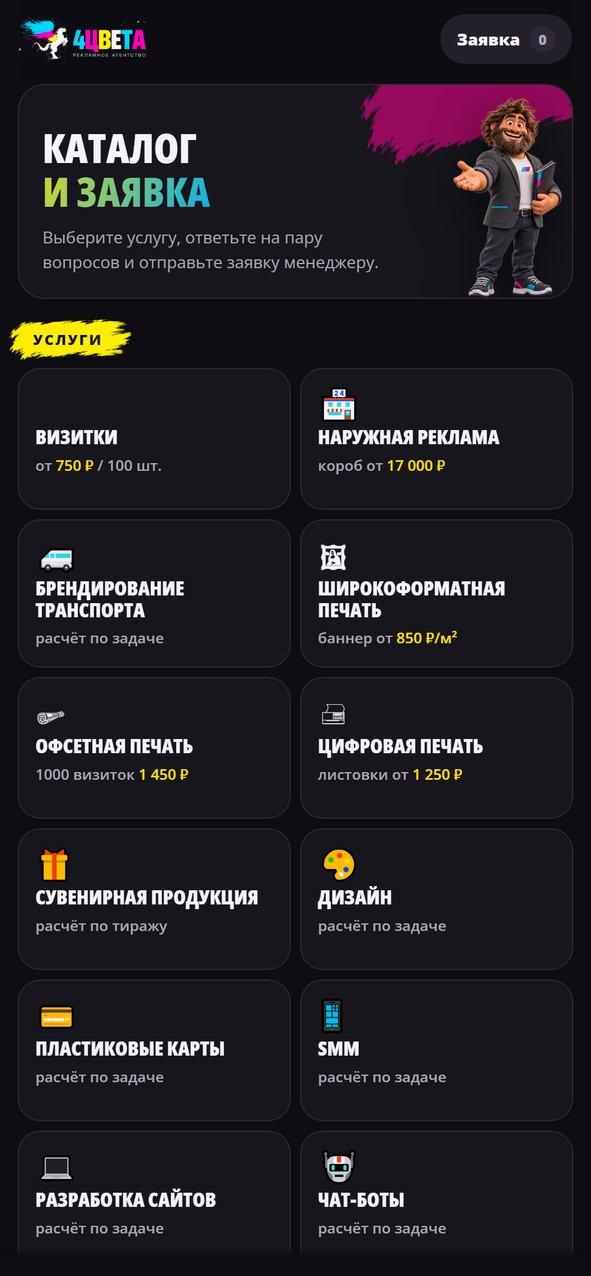 4ЦВЕТА
РЕКЛАМНОЕ АГЕНТСТВО
Заявка 0
КАТАЛОГ
И ЗАЯВКА
Выберите услугу, ответьте на пару
вопросов и отправьте заявку менеджеру.
УСЛУГИ
ВИЗИТКИ
от 750 ₽ / 100 шт.
24
НАРУЖНАЯ РЕКЛАМА
короб от 17 000 ₽
БРЕНДИРОВАНИЕ
ТРАНСПОРТА
расчёт по задаче
ШИРОКОФОРМАТНАЯ
ПЕЧАТЬ
баннер от 850 ₽/м²
ОФСЕТНАЯ ПЕЧАТЬ
1000 визиток 1 450 ₽
ЦИФРОВАЯ ПЕЧАТЬ
листовки от 1 250 ₽
СУВЕНИРНАЯ ПРОДУКЦИЯ
расчёт по тиражу
ДИЗАЙН
расчёт по задаче
ПЛАСТИКОВЫЕ КАРТЫ
расчёт по задаче
SMM
расчёт по задаче
РАЗРАБОТКА САЙТОВ
расчёт по задаче
ЧАТ-БОТЫ
расчёт по задаче